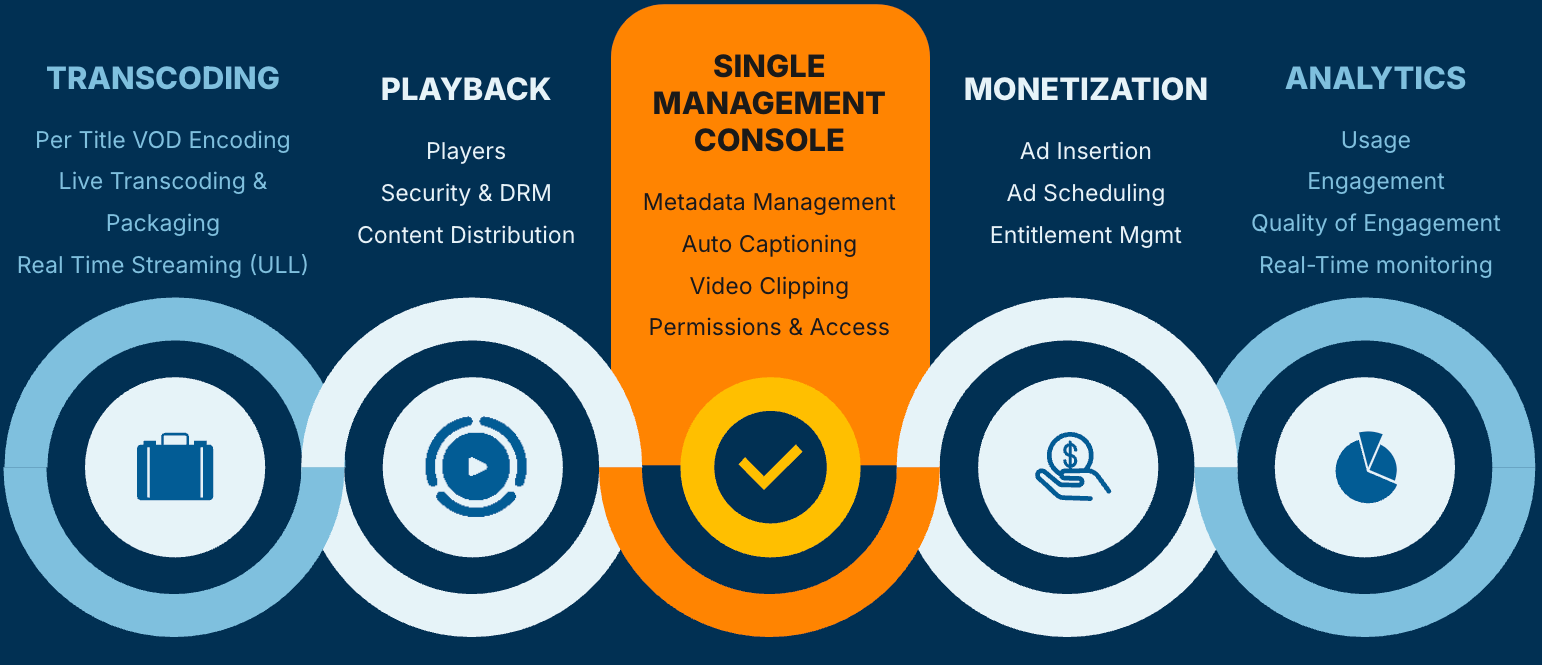 TRANSCODING
Per Title VOD Encoding
Live Transcoding &
Packaging
Real Time Streaming (ULL)
PLAYBACK
Players
Security & DRM
Content Distribution
SINGLE
MANAGEMENT
CONSOLE
Metadata Management
Auto Captioning
Video Clipping
Permissions & Access
MONETIZATION
Ad Insertion
Ad Scheduling
Entitlement Mgmt
ANALYTICS
Usage
Engagement
Quality of Engagement
Real-Time monitoring
$